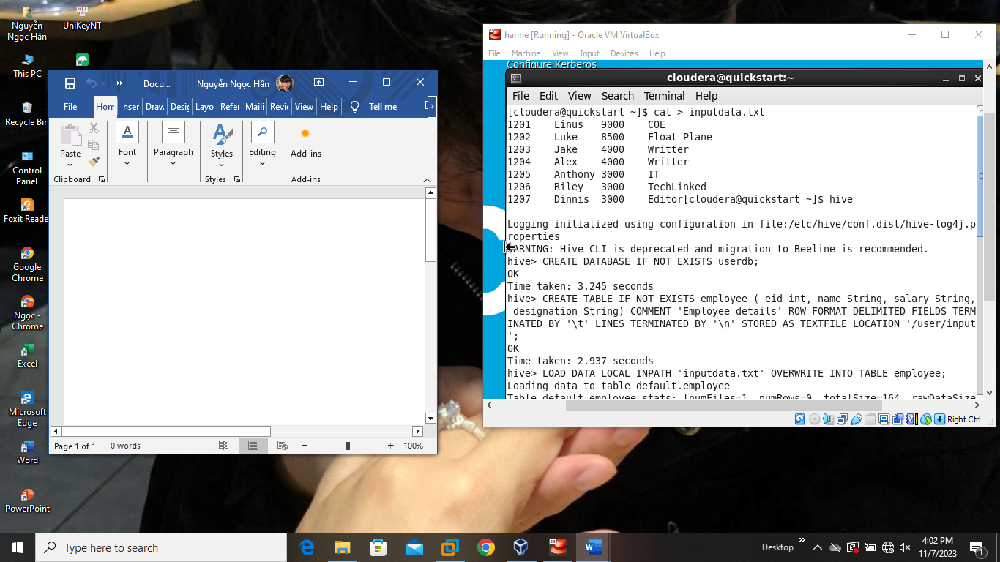 Nguyễn
Ngọc Hân
UniKeyNT
This PC
Recycle Bin
Control
Panel
Foxit Reade
Google
Chrome
Ngọc -
Chrome
Excel
Microsoft
Edge
Word
PowerPoint
Docu...
Nguyễn Ngọc Hân
File
Hor
Inser
Draw
Desig
Layo
Refer
Maili
Revie
View
Help
Tell me
Paste
Font
Paragraph
Styles
Editing
Add-ins
Clipboard
Styles
Add-ins
Page 1 of 1
0 words
100%
hanne [Running] - Oracle VM VirtualBox
File Machine View Input Devices Help
Configure Kerberos
cloudera@quickstart:~
File Edit View Search Terminal Help
[cloudera@quickstart ~]$ cat > inputdata.txt
1201 Linus 9000 COE
1202 Luke 8500 Float Plane
1203 Jake 4000 Writter
1204 Alex 4000 Writter
1205 Anthony 3000 IT
1206 Riley 3000 TechLinked
1207 Dinnis 3000 Editor[cloudera@quickstart ~]$ hive
Logging initialized using configuration in file:/etc/hive/conf.dist/hive-log4j.p
roperties
WARNING: Hive CLI is deprecated and migration to Beeline is recommended.
hive> CREATE DATABASE IF NOT EXISTS userdb;
OK
Time taken: 3.245 seconds
hive> CREATE TABLE IF NOT EXISTS employee ( eid int, name String, salary String,
designation String) COMMENT 'Employee details' ROW FORMAT DELIMITED FIELDS TERM
INATED BY '\t' LINES TERMINATED BY '\n' STORED AS TEXTFILE LOCATION '/user/input
';
OK
Time taken: 2.937 seconds
hive> LOAD DATA LOCAL INPATH 'inputdata.txt' OVERWRITE INTO TABLE employee;
Loading data to table default.employee
Table default.employee stats: [numFiles=1, numRows=0, totalSize=164, rawDataSize
Right Ctrl
Type here to search
Desktop
4:02 PM
11/7/2023
1